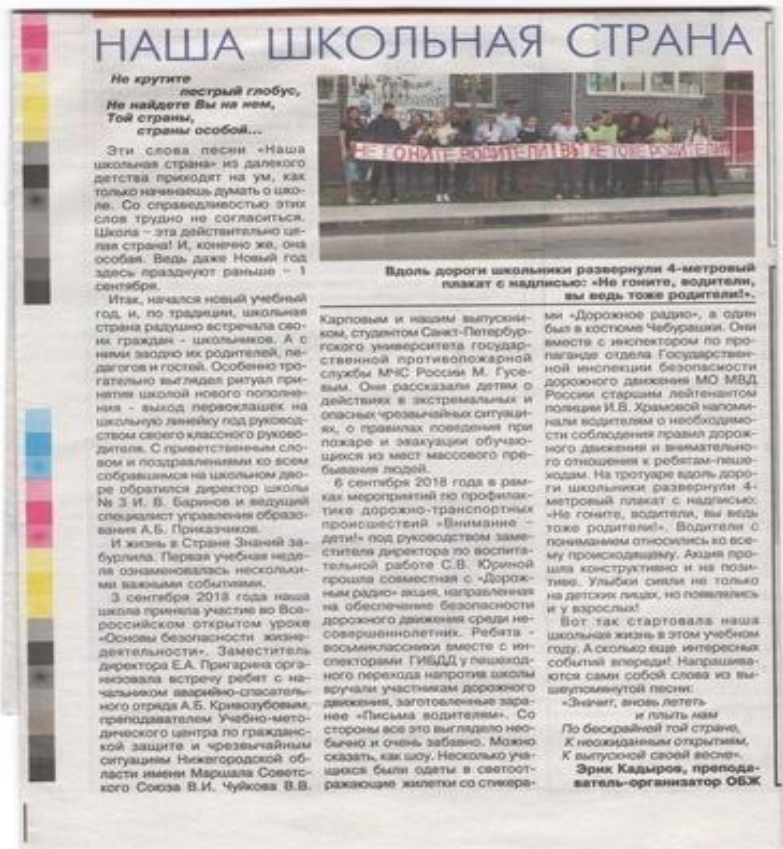 НАША ШКОЛЬНАЯ СТРАНА
Не крутите
пестрый глобус,
Не найдете Вы на нем,
Той страны,
страны особой...
Эти слова песни «Наша
школьная страна» из далекого
детства приходят на ум, как
только начинаешь думать о шко-
ле. Со справедливостью этих
слов трудно не согласиться.
Школа – эта действительно це-
лая страна! И, конечно же, она
особая. Ведь даже Новый год
здесь празднуют раньше – 1
сентября.
Итак, начался новый учебный
год, и, по традиции, школьная
страна радушно встречала сво-
их граждан - школьников. А с
ними заодно их родителей, пе-
дагогов и гостей. Особенно тро-
гательно выглядел ритуал при-
нятия школой нового пополне-
ния - выход первоклашек на
школьную линейку под руковод-
ством своего классного руково-
дителя. С приветственным сло-
вом и поздравлениями ко всем
собравшимся на школьном дво-
ре обратился директор школы
№ 3 И. В. Баринов и ведущий
специалист управления образо-
вания А.Б. Приказчиков.
И жизнь в Стране Знаний за-
бурлила. Первая учебная неде-
ля ознаменовалась нескольки-
ми важными событиями.
3 сентября 2018 года наша
школа приняла участие во Все-
российском открытом уроке
«Основы безопасности жизне-
деятельности». Заместитель
директора Е.А. Пригарина орга-
низовала встречу ребят с на-
чальником аварийно-спасатель-
ного отряда А.Б. Кривозубовым,
преподавателем Учебно-мето-
дического центра по граждан-
ской защите и чрезвычайным
ситуациям Нижегородской об-
ласти имени Маршала Советс-
кого Союза В.И. Чуйкова В.В.
НЕ ГОНИТЕ, ВОДИТЕЛИ! ВЫ ЖЕ ТОЖЕ РОДИТЕЛИ!
Вдоль дороги школьники развернули 4-метровый
плакат с надписью: «Не гоните, водители,
вы ведь тоже родители!».
Карповым и нашим выпускни-
ком, студентом Санкт-Петербур-
гского университета государ-
ственной противопожарной
службы МЧС России М. Гусе-
вым. Они рассказали детям о
действиях в экстремальных и
опасных чрезвычайных ситуаци-
ях, о правилах поведения при
пожаре и эвакуации обучаю-
щихся из мест массового пре-
бывания людей.
6 сентября 2018 года в рам-
ках мероприятий по профилак-
тике дорожно-транспортных
происшествий «Внимание –
дети!» под руководством заме-
стителя директора по воспита-
тельной работе С.В. Юриной
прошла совместная с «Дорож-
ным радио» акция, направленная
на обеспечение безопасности
дорожного движения среди не-
совершеннолетних. Ребята -
восьмиклассники вместе с ин-
спекторами ГИБДД у пешеход-
ного перехода напротив школы
вручали участникам дорожного
движения, заготовленные зара-
нее «Письма водителям». Со
стороны все это выглядело нео-
бычно и очень забавно. Можно
сказать, как шоу. Несколько уча-
щихся были одеты в светоот-
ражающие жилетки со стикера-
ми «Дорожное радио», а один
был в костюме Чебурашки. Они
вместе с инспектором по про-
паганде отдела Государствен-
ной инспекции безопасности
дорожного движения МО МВД
России старшим лейтенантом
полиции И.В. Храмовой напоми-
нали водителям о необходимо-
сти соблюдения правил дорож-
ного движения и внимательно-
го отношения к ребятам-пеше-
ходам. На тротуаре вдоль доро-
ги школьники развернули 4-
метровый плакат с надписью:
«Не гоните, водители, вы ведь
тоже родители!». Водители с
пониманием относились ко все-
му происходящему. Акция про-
шла конструктивно и на пози-
тиве. Улыбки сияли не только
на детских лицах, но появлялись
и у взрослых!
Вот так стартовала наша
школьная жизнь в этом учебном
году. А сколько еще интересных
событий впереди! Напрашива-
ются сами собой слова из вы-
шеупомянутой песни:
«Значит, вновь лететь
и плыть нам
По бескрайней той стране,
К неожиданным открытиям,
К выпускной своей весне».
Эрик Кадыров, препода-
ватель-организатор ОБЖ